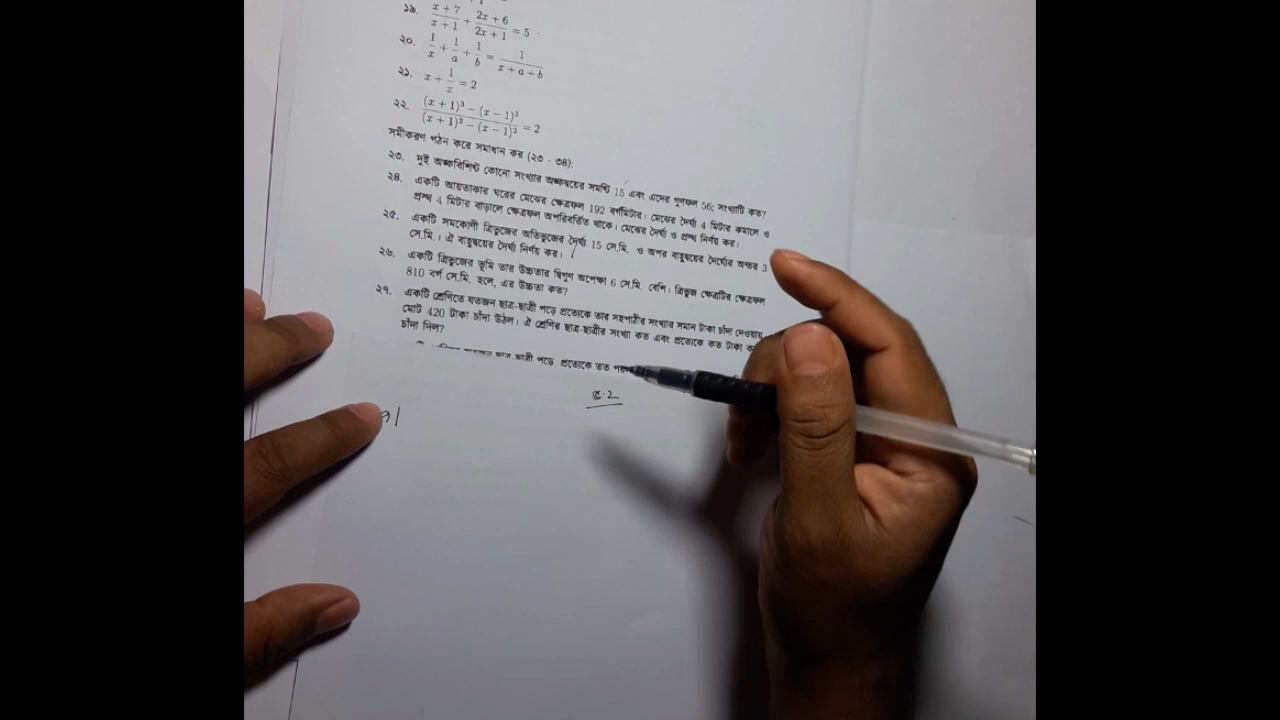 ১৯. (x + 7)/(x + 1) + (2x + 6)/(2x + 1) = 5
২০. 1/x + 1/a + 1/b = 1/(x + a + b)
২১. x + 1/x = 2
২২. ((x + 1)³ − (x − 1)³)/((x + 1)² − (x − 1)²) = 2
সমীকরণ গঠন করে সমাধান কর (২৩ - ৩৪):
২৩. দুই অঙ্কবিশিষ্ট কোনো সংখ্যার অঙ্কদ্বয়ের সমষ্টি 15 এবং এদের গুণফল 56; সংখ্যাটি কত?
২৪. একটি আয়তাকার ঘরের মেঝের ক্ষেত্রফল 192 বর্গমিটার। মেঝের দৈর্ঘ্য 4 মিটার কমালে ও
প্রস্থ 4 মিটার বাড়ালে ক্ষেত্রফল অপরিবর্তিত থাকে। মেঝের দৈর্ঘ্য ও প্রস্থ নির্ণয় কর।
২৫. একটি সমকোণী ত্রিভুজের অতিভুজের দৈর্ঘ্য 15 সে.মি. ও অপর বাহুদ্বয়ের দৈর্ঘ্যের অন্তর 3
সে.মি.। ঐ বাহুদ্বয়ের দৈর্ঘ্য নির্ণয় কর।
২৬. একটি ত্রিভুজের ভূমি তার উচ্চতার দ্বিগুণ অপেক্ষা 6 সে.মি. বেশি। ত্রিভুজ ক্ষেত্রটির ক্ষেত্রফল
810 বর্গ সে.মি. হলে, এর উচ্চতা কত?
২৭. একটি শ্রেণিতে যতজন ছাত্র-ছাত্রী পড়ে প্রত্যেকে তার সহপাঠীর সংখ্যার সমান টাকা চাঁদা দেওয়ায়
মোট 420 টাকা চাঁদা উঠল। ঐ শ্রেণির ছাত্র-ছাত্রীর সংখ্যা কত এবং প্রত্যেকে কত টাকা
চাঁদা দিল?
ছাত্র-ছাত্রী পড়ে, প্রত্যেকে তত
৫.2